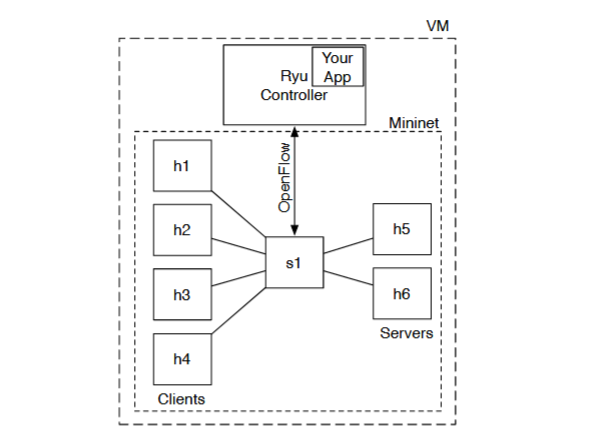 VM
Your
Ryu App
Controller
Mininet
OpenFlow
h1
h2
h3
h4
s1
h5
h6
Servers
Clients